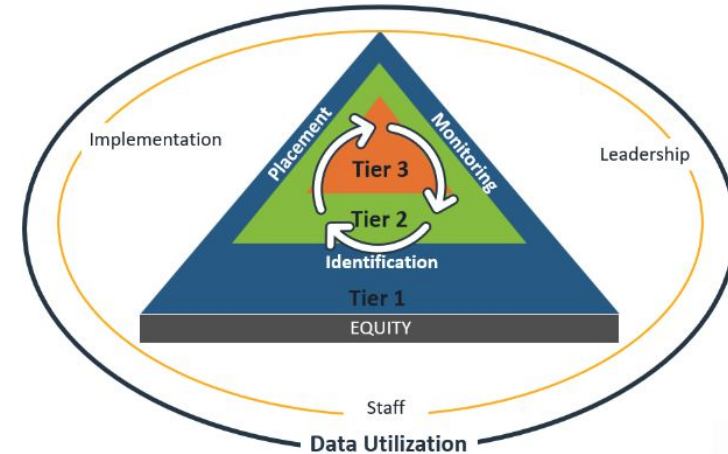 Implementation
Leadership
Placement
Monitoring
Tier 3
Tier 2
Identification
Tier 1
EQUITY
Staff
Data Utilization